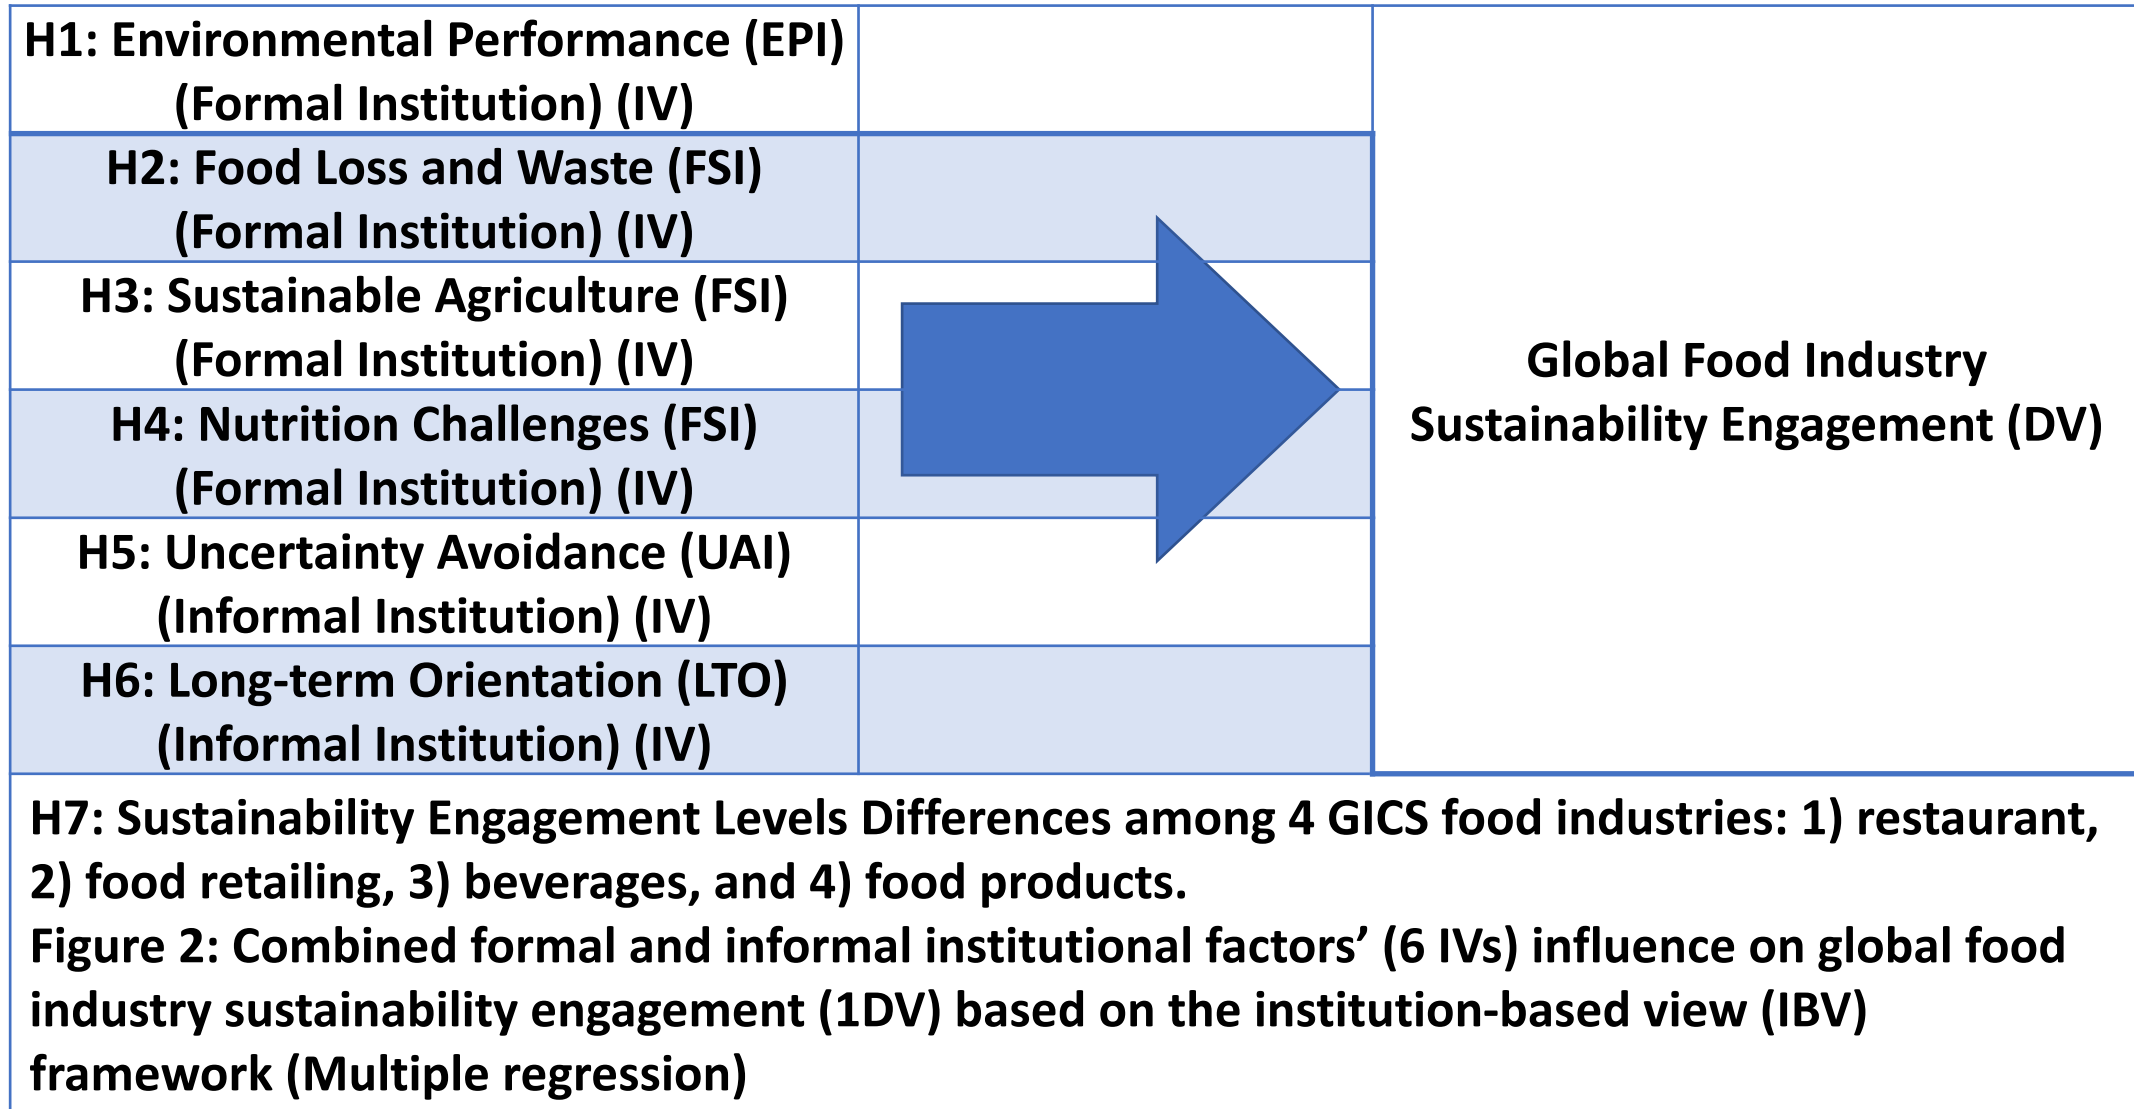 H1: Environmental Performance (EPI)
(Formal Institution) (IV)
H2: Food Loss and Waste (FSI)
(Formal Institution) (IV)
H3: Sustainable Agriculture (FSI)
(Formal Institution) (IV)
H4: Nutrition Challenges (FSI)
(Formal Institution) (IV)
H5: Uncertainty Avoidance (UAI)
(Informal Institution) (IV)
H6: Long-term Orientation (LTO)
(Informal Institution) (IV)
Global Food Industry
Sustainability Engagement (DV)
H7: Sustainability Engagement Levels Differences among 4 GICS food industries: 1) restaurant,
2) food retailing, 3) beverages, and 4) food products.
Figure 2: Combined formal and informal institutional factors’ (6 IVs) influence on global food
industry sustainability engagement (1DV) based on the institution-based view (IBV)
framework (Multiple regression)